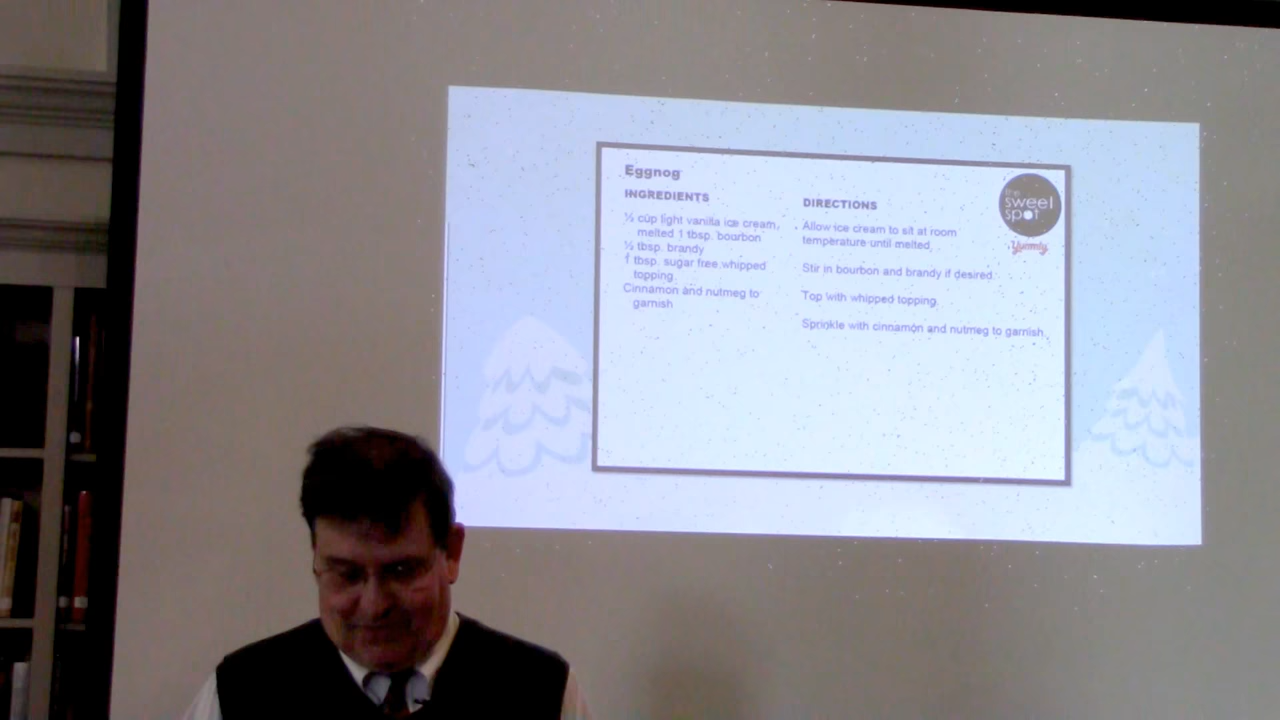 Eggnog
INGREDIENTS
½ cup light vanilla ice cream,
melted 1 tbsp. bourbon
½ tbsp. brandy
1 tbsp. sugar free whipped
topping.
Cinnamon and nutmeg to
garnish
DIRECTIONS
Allow ice cream to sit at room
temperature until melted.
Stir in bourbon and brandy if desired.
Top with whipped topping.
Sprinkle with cinnamon and nutmeg to garnish.
the
sweet
spot
Yummly